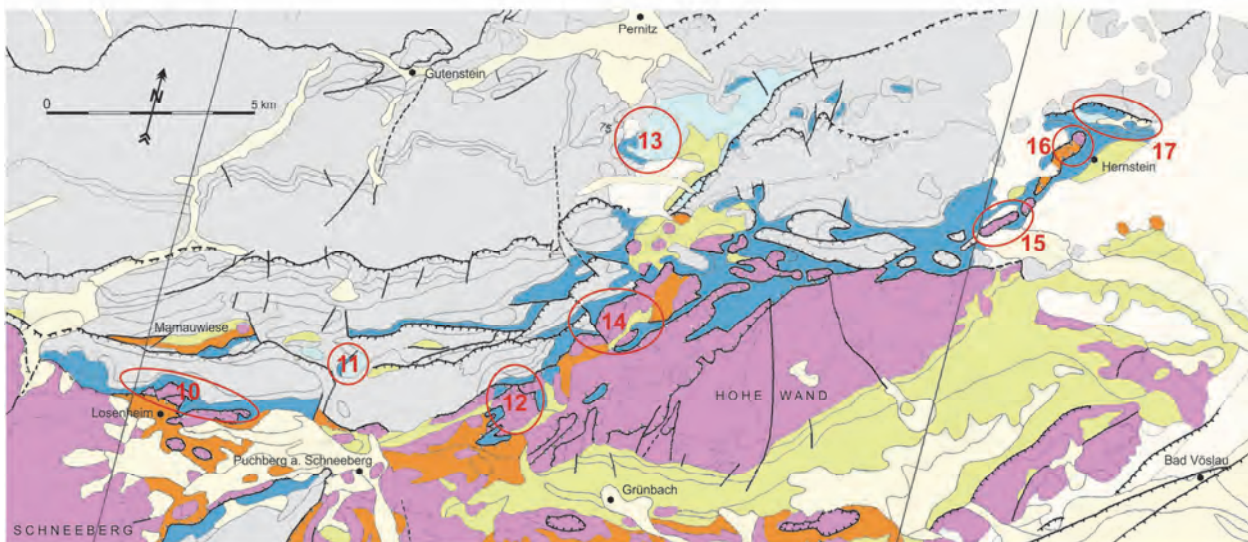 Pernitz
Gutenstein
N
0 5 km
75
13
16
17
Hernstein
15
Mamauwiese
14
11
10
12
HOHE WAND
Losenheim
Puchberg a. Schneeberg
Bad Vöslau
Grünbach
SCHNEEBERG